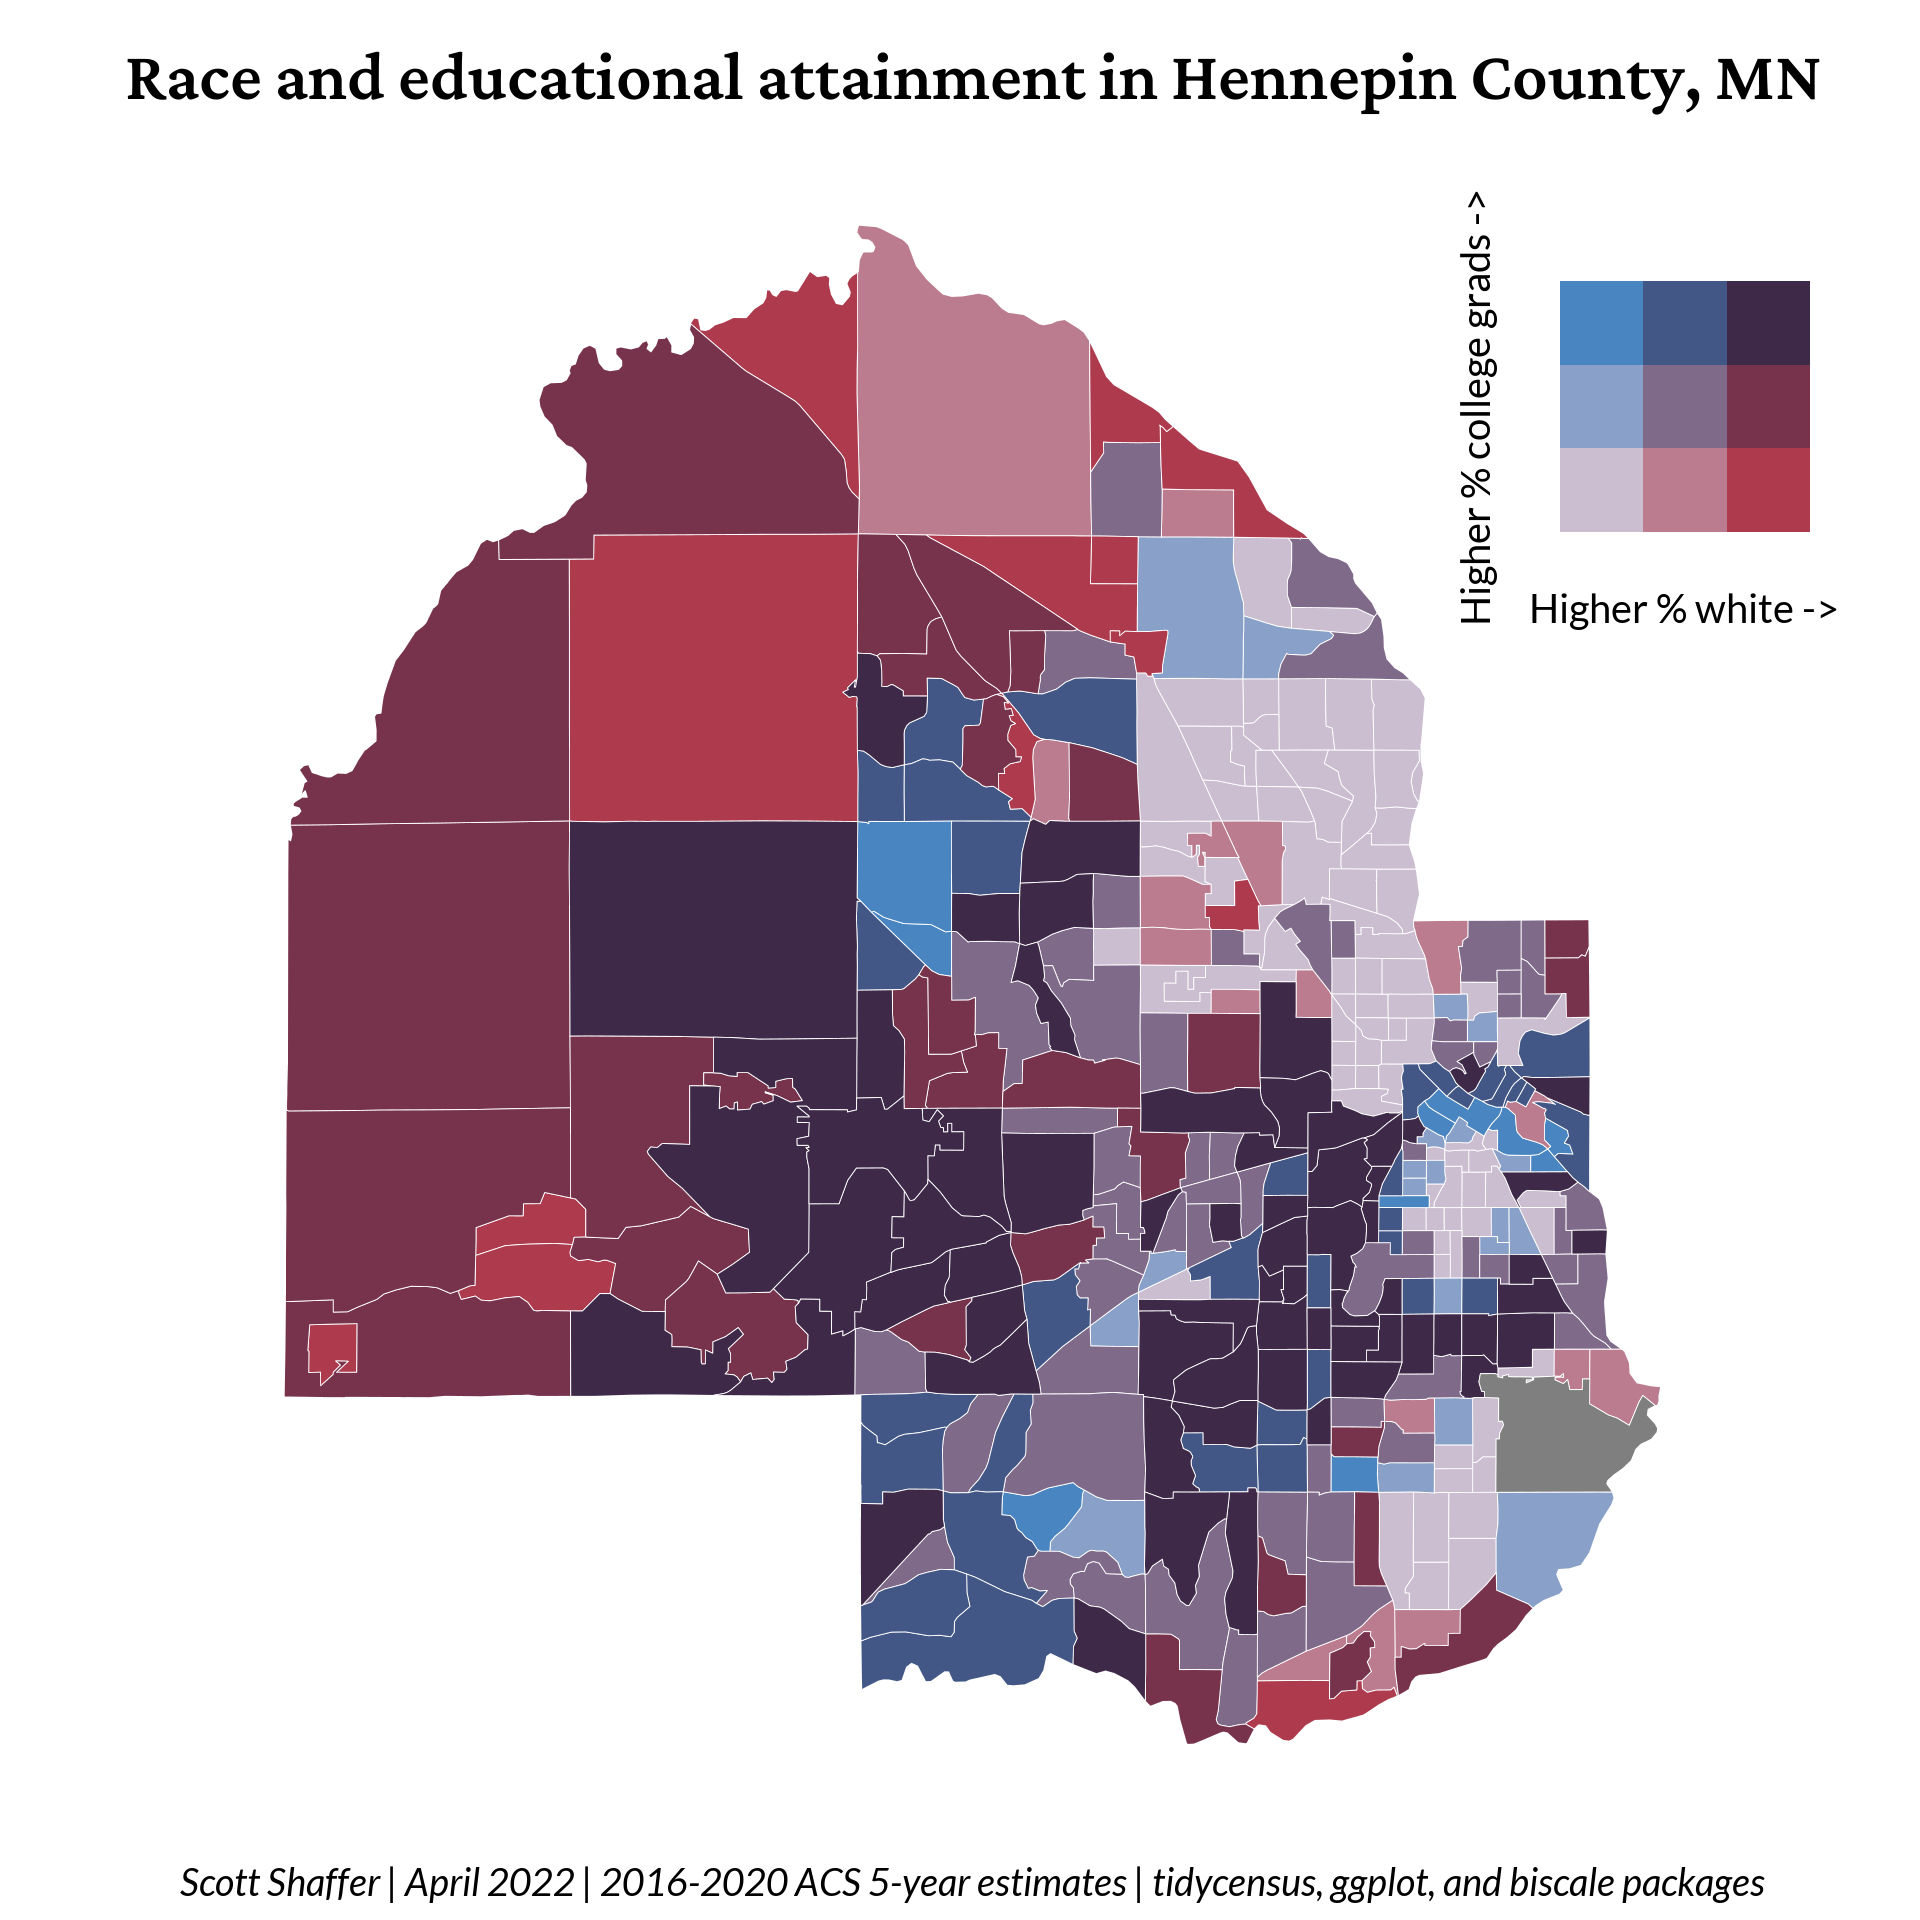 Race and educational attainment in Hennepin County, MN
Higher % college grads ->
Higher % white ->
Scott Shaffer | April 2022 | 2016-2020 ACS 5-year estimates | tidycensus, ggplot, and biscale packages